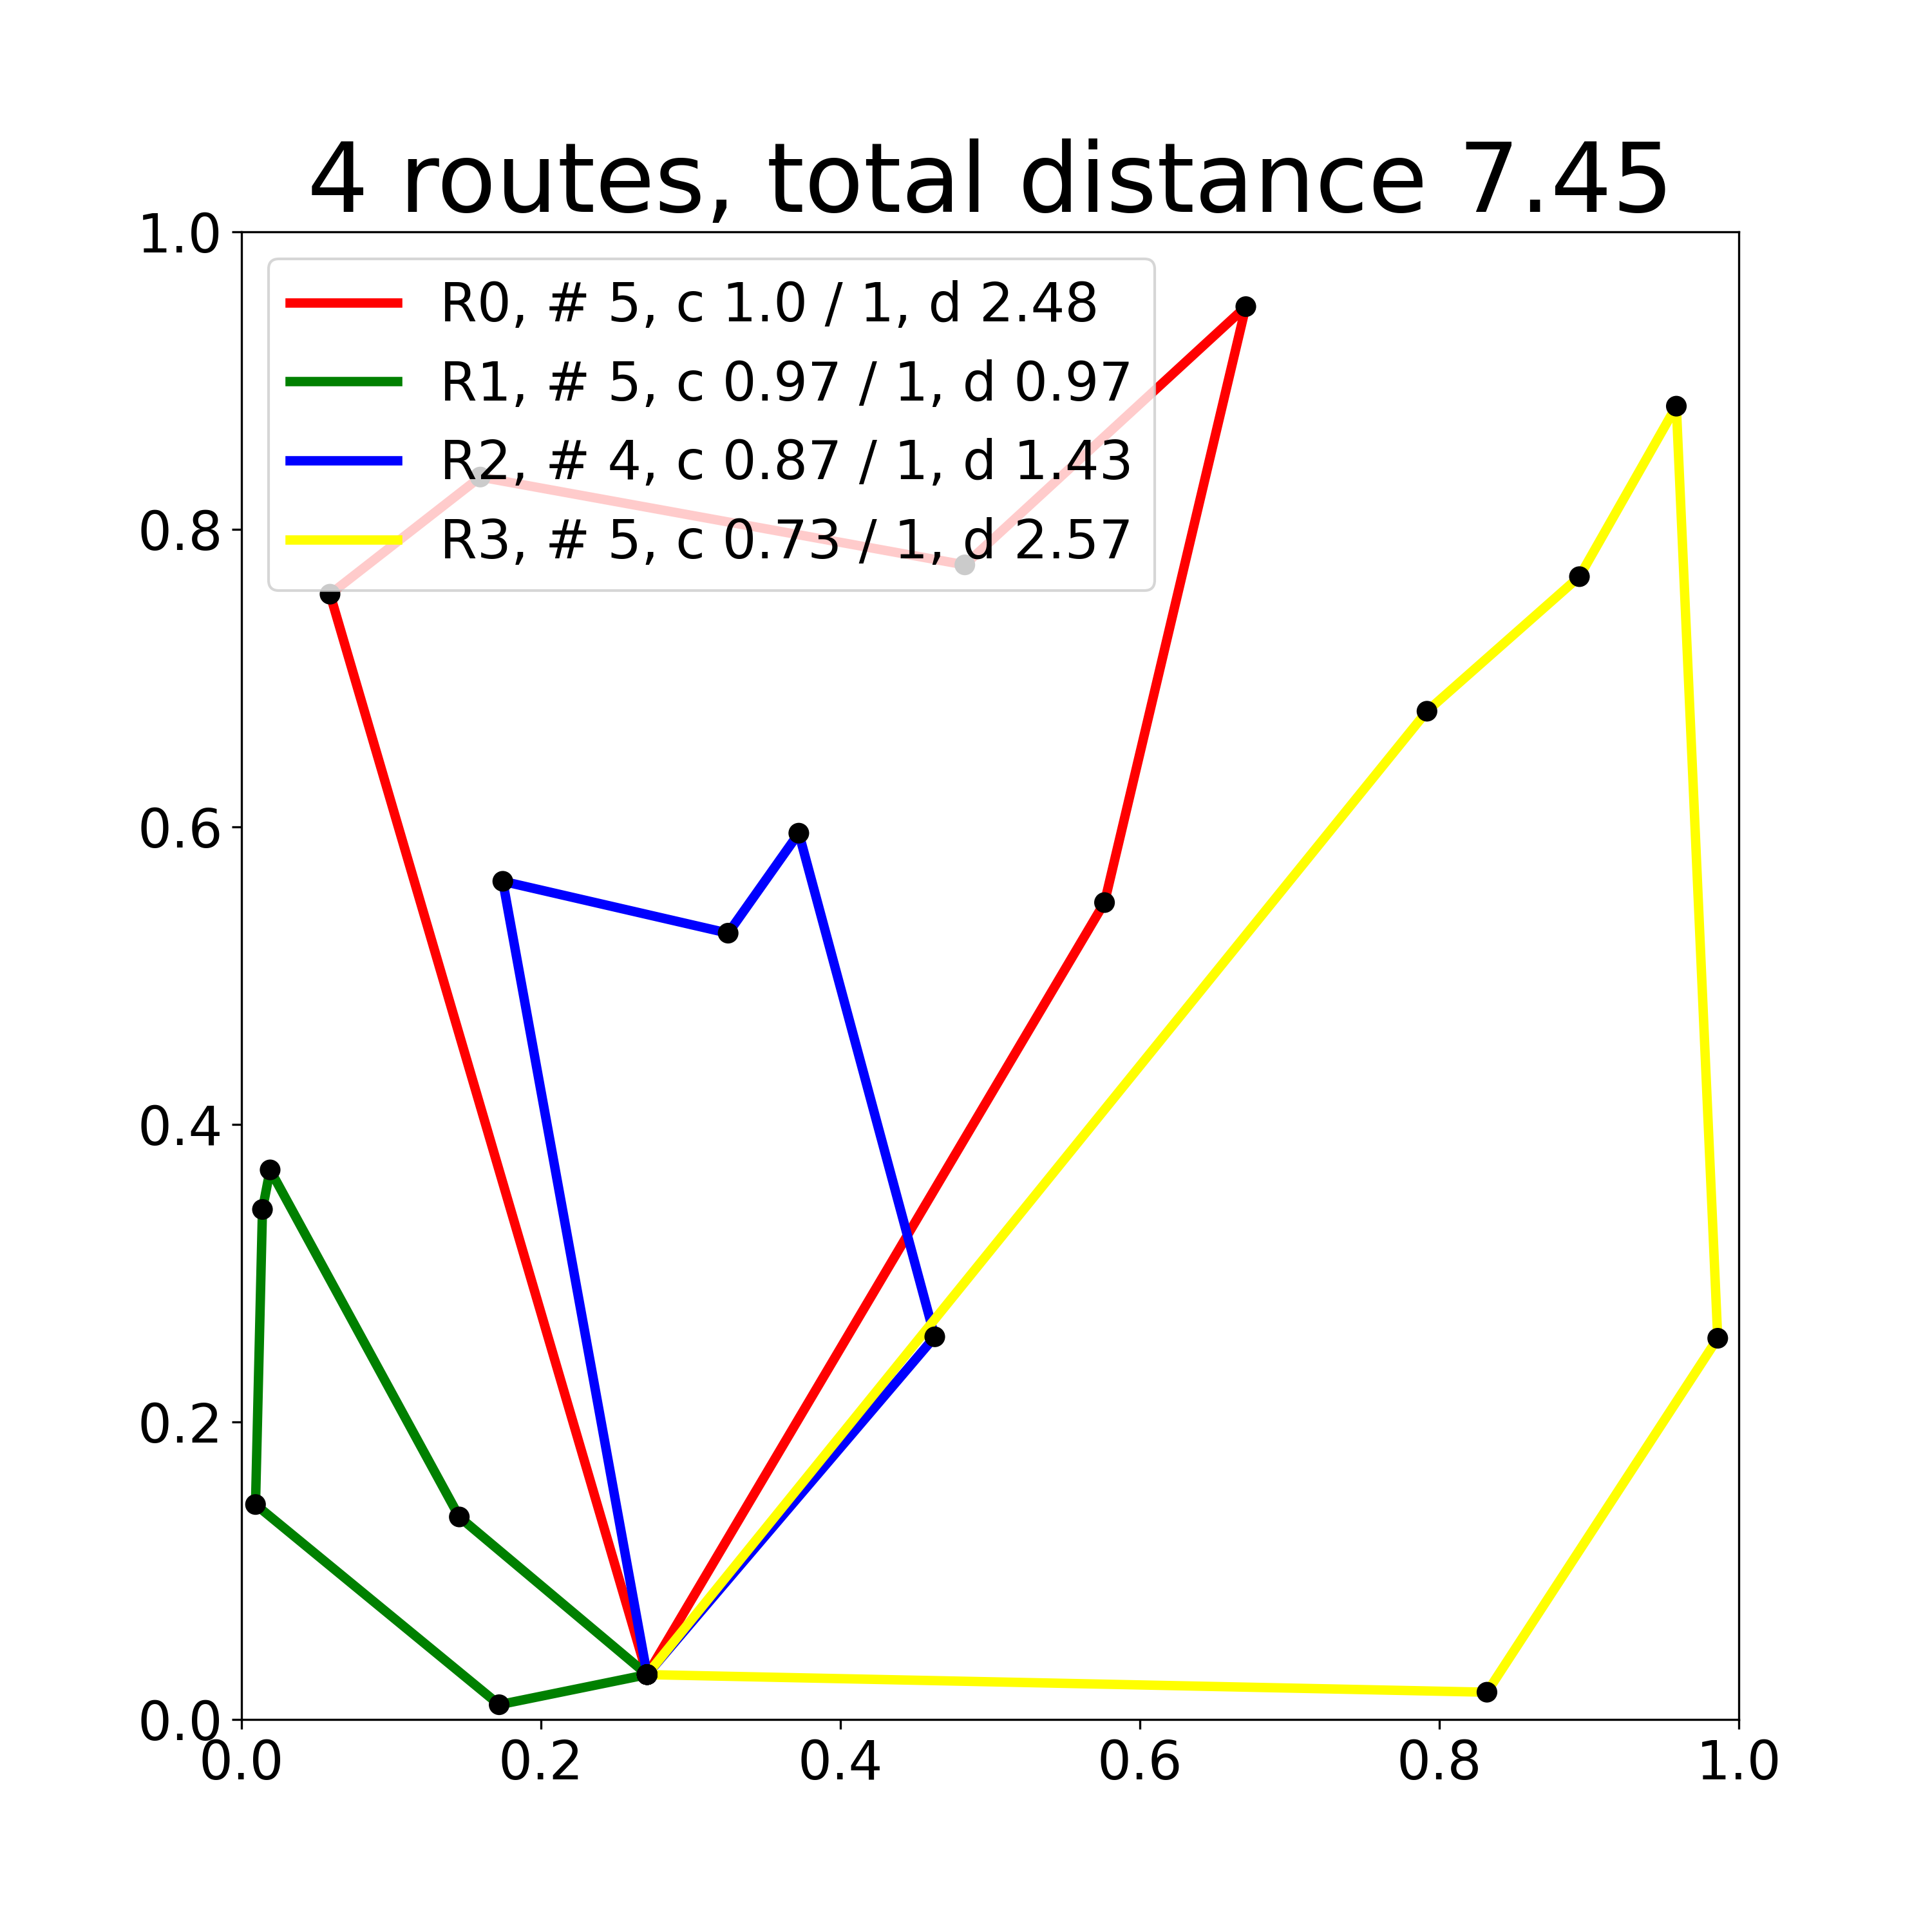 4 routes, total distance 7.45
R0, # 5, c 1.0 / 1, d 2.48
R1, # 5, c 0.97 / 1, d 0.97
R2, # 4, c 0.87 / 1, d 1.43
R3, # 5, c 0.73 / 1, d 2.57
1.0
0.8
0.6
0.4
0.2
0.0
0.0 0.2 0.4 0.6 0.8 1.0